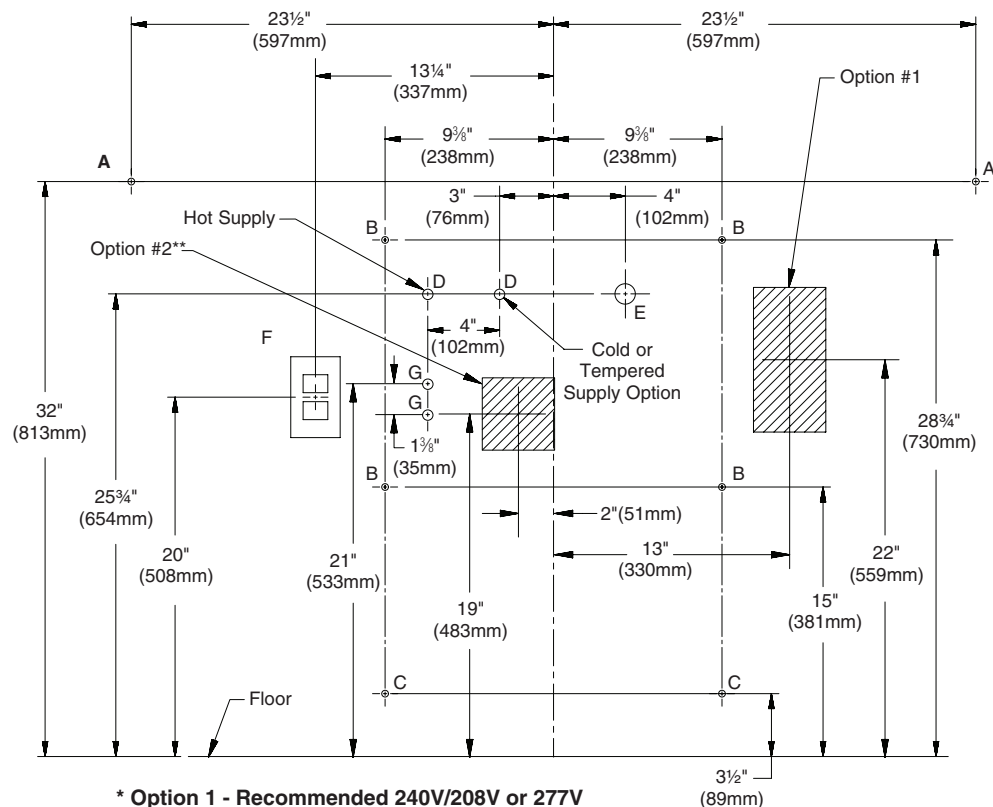 23½"
(597mm)
23½"
(597mm)
13¼"
(337mm)
Option #1
9⅜"
(238mm)
9⅜"
(238mm)
A
A
3"
(76mm)
4"
(102mm)
Hot Supply
B
B
Option #2**
D
D
E
4"
(102mm)
F
Cold or
Tempered
Supply Option
G
G
32"
(813mm)
28¾"
(730mm)
1⅜"
(35mm)
B
B
25¾"
(654mm)
2"(51mm)
20"
(508mm)
21"
(533mm)
13"
(330mm)
22"
(559mm)
19"
(483mm)
15"
(381mm)
C
C
Floor
3½"
(89mm)
* Option 1 - Recommended 240V/208V or 277V